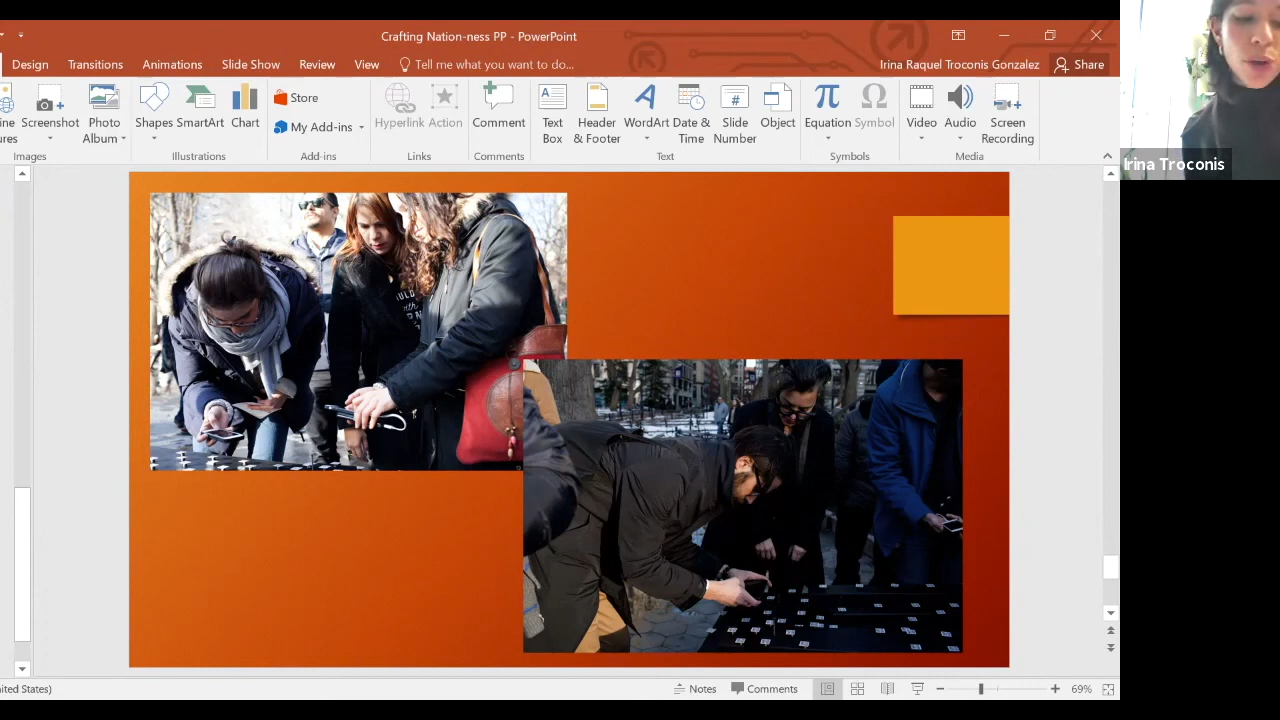 Crafting Nation-ness PP - PowerPoint
Design Transitions Animations Slide Show Review View Tell me what you want to do... Irina Raquel Troconis Gonzalez Share
Screenshot
Photo
Album
Shapes
SmartArt
Chart
Store
My Add-ins
Hyperlink
Action
Comment
Text
Box
Header
& Footer
WordArt
Date &
Time
Slide
Number
Object
Equation
Symbol
Video
Audio
Screen
Recording
Images
Illustrations
Add-ins
Links
Comments
Text
Symbols
Media
Irina Troconis
ited States)
Notes
Comments
69%